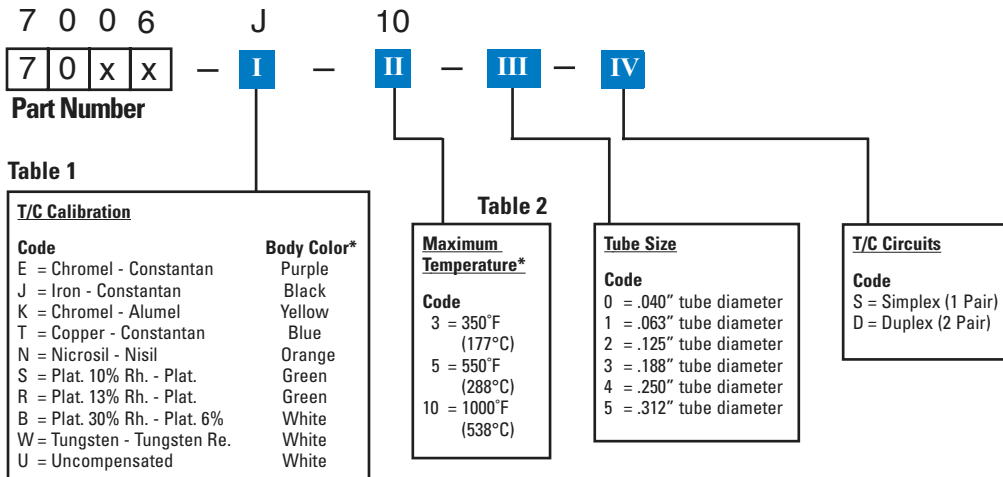 7 0 0 6 J 10
7 0 x x – I – II – III – IV
Part Number
Table 1
T/C Calibration
Code Body Color*
E = Chromel - Constantan Purple
J = Iron - Constantan Black
K = Chromel - Alumel Yellow
T = Copper - Constantan Blue
N = Nicrosil - Nisil Orange
S = Plat. 10% Rh. - Plat. Green
R = Plat. 13% Rh. - Plat. Green
B = Plat. 30% Rh. - Plat. 6% White
W = Tungsten - Tungsten Re. White
U = Uncompensated White
Table 2
Maximum
Temperature*
Code
3 = 350˚F
(177°C)
5 = 550˚F
(288°C)
10 = 1000˚F
(538°C)
Tube Size
Code
0 = .040” tube diameter
1 = .063” tube diameter
2 = .125” tube diameter
3 = .188” tube diameter
4 = .250” tube diameter
5 = .312” tube diameter
T/C Circuits
Code
S = Simplex (1 Pair)
D = Duplex (2 Pair)